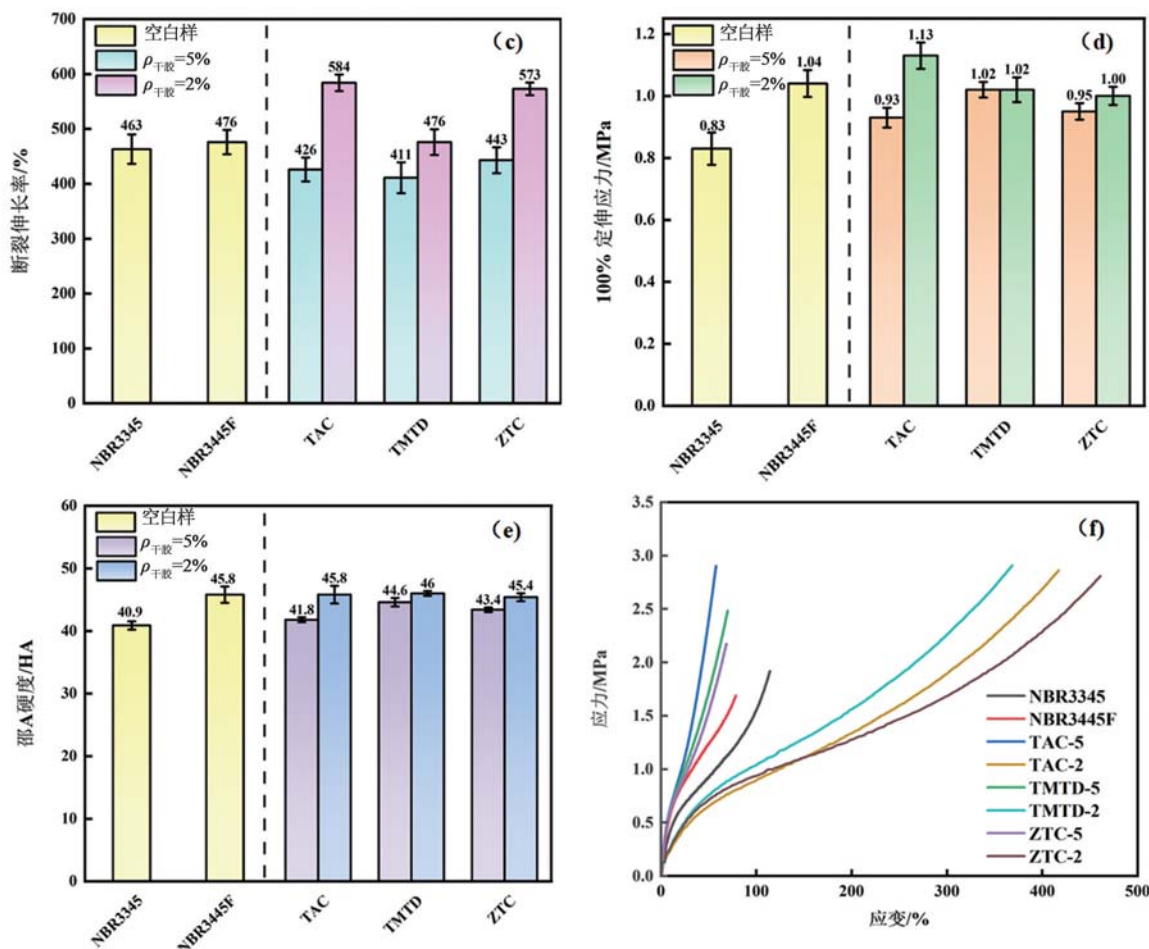 700
600
500
400
300
200
100
0
断裂伸长率/%
空白样
ρ干胶=5%
ρ干胶=2%
(c)
463
476
426
584
411
476
443
573
NBR3345
NBR3445F
TAC
TMTD
ZTC
1.2
1.0
0.8
0.6
0.4
0.2
0.0
100% 定伸应力/MPa
空白样
ρ干胶=5%
ρ干胶=2%
(d)
0.83
1.04
0.93
1.13
1.02
1.02
0.95
1.00
NBR3345
NBR3445F
TAC
TMTD
ZTC
60
50
40
30
20
10
0
邵A硬度/HA
空白样
ρ干胶=5%
ρ干胶=2%
(e)
40.9
45.8
41.8
45.8
44.6
46
43.4
45.4
NBR3345
NBR3445F
TAC
TMTD
ZTC
3.5
3.0
2.5
2.0
1.5
1.0
0.5
0.0
应力/MPa
(f)
NBR3345
NBR3445F
TAC-5
TAC-2
TMTD-5
TMTD-2
ZTC-5
ZTC-2
0
100
200
300
400
500
应变/%